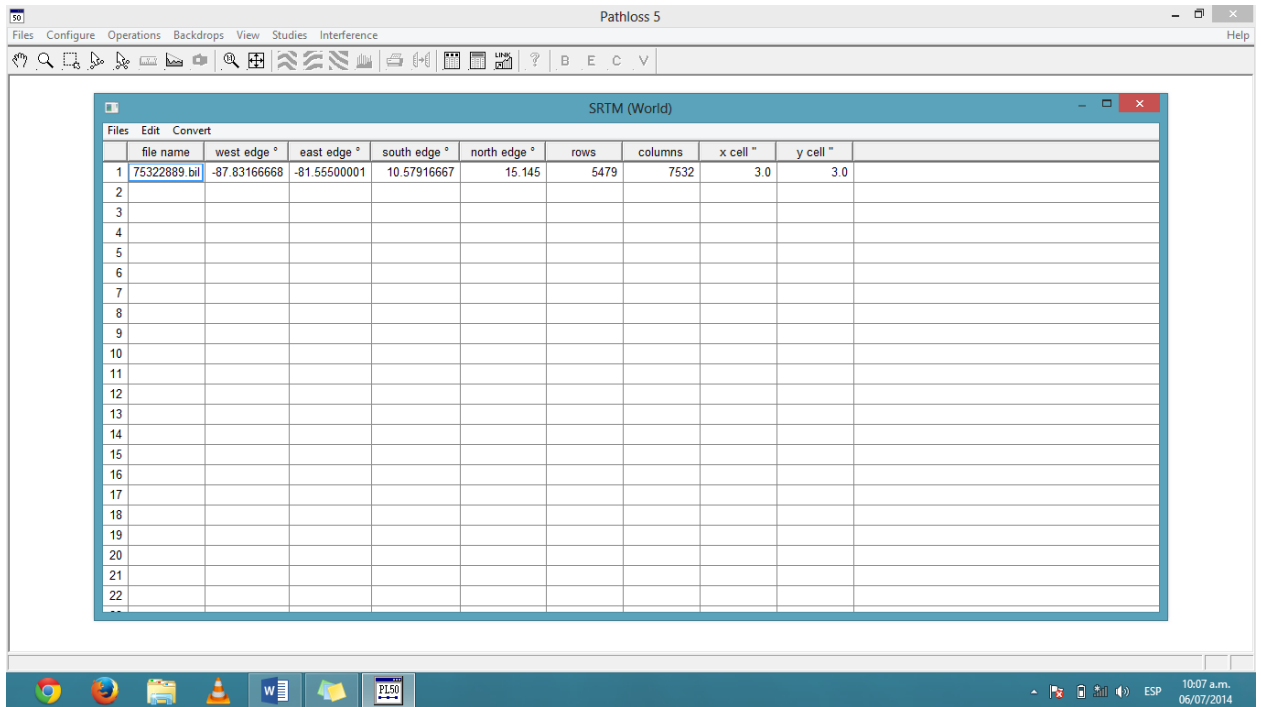 50 Pathloss 5
Files Configure Operations Backdrops View Studies Interference Help
LINK ? B E C V
SRTM (World)
Files Edit Convert
file name west edge ° east edge ° south edge ° north edge ° rows columns x cell " y cell "
1 75322889.bil -87.83166668 -81.55500001 10.57916667 15.145 5479 7532 3.0 3.0
2
3
4
5
6
7
8
9
10
11
12
13
14
15
16
17
18
19
20
21
22
PL50 ESP 10:07 a.m.
06/07/2014